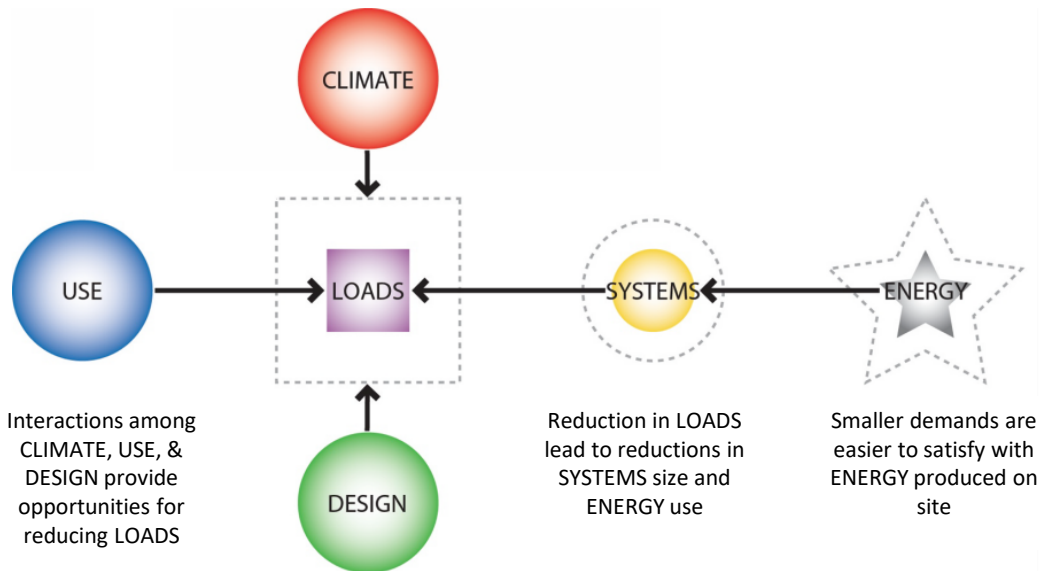 CLIMATE
USE
LOADS
SYSTEMS
ENERGY
DESIGN
Interactions among
CLIMATE, USE, &
DESIGN provide
opportunities for
reducing LOADS
Reduction in LOADS
lead to reductions in
SYSTEMS size and
ENERGY use
Smaller demands are
easier to satisfy with
ENERGY produced on
site